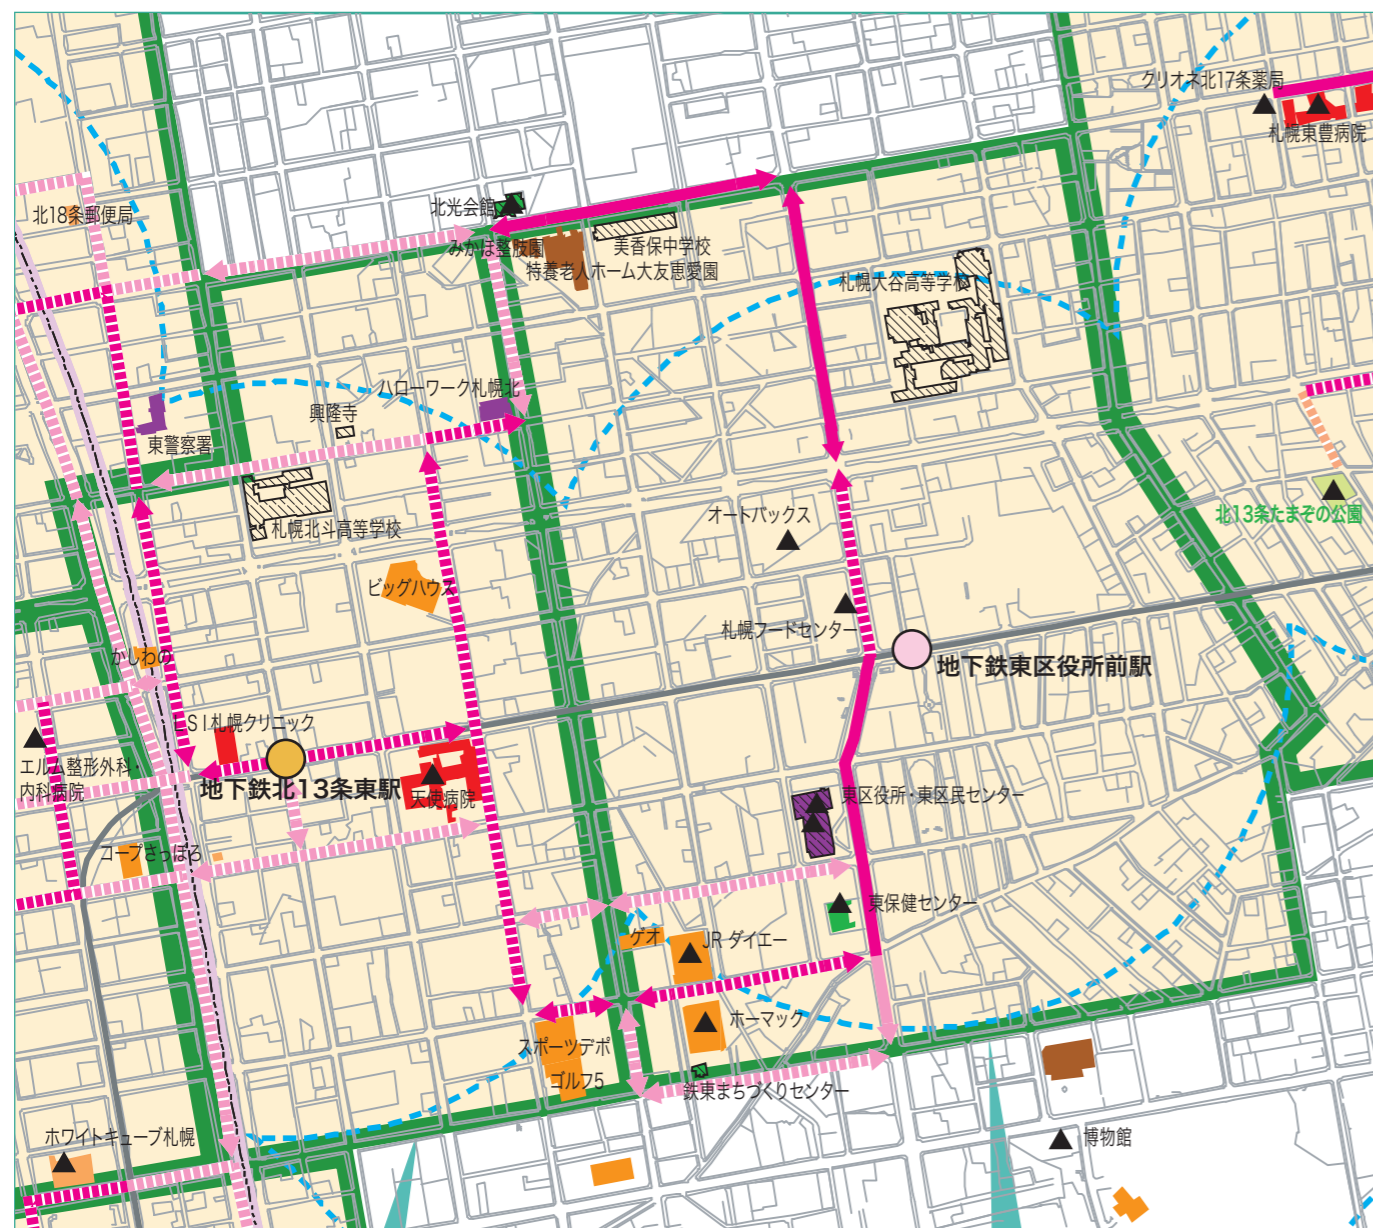 クリオネ北17条薬局
札幌東豊病院
北18条郵便局
北光会館
みかほ整肢園
美香保中学校
特養老人ホーム大友恵愛園
札幌大谷高等学校
ハローワーク札幌北
興隆寺
東警察署
札幌北斗高等学校
オートバックス
北13条たまぞの公園
ビッグハウス
札幌フードセンター
かしわの
地下鉄東区役所前駅
LSI札幌クリニック
エルム整形外科・
内科病院
地下鉄北13条東駅
天使病院
東区役所・東区民センター
コープさっぽろ
東保健センター
ゲオ
JR ダイエー
ホーマック
スポーツデポ
ゴルフ5
鉄東まちづくりセンター
ホワイトキューブ札幌
博物館